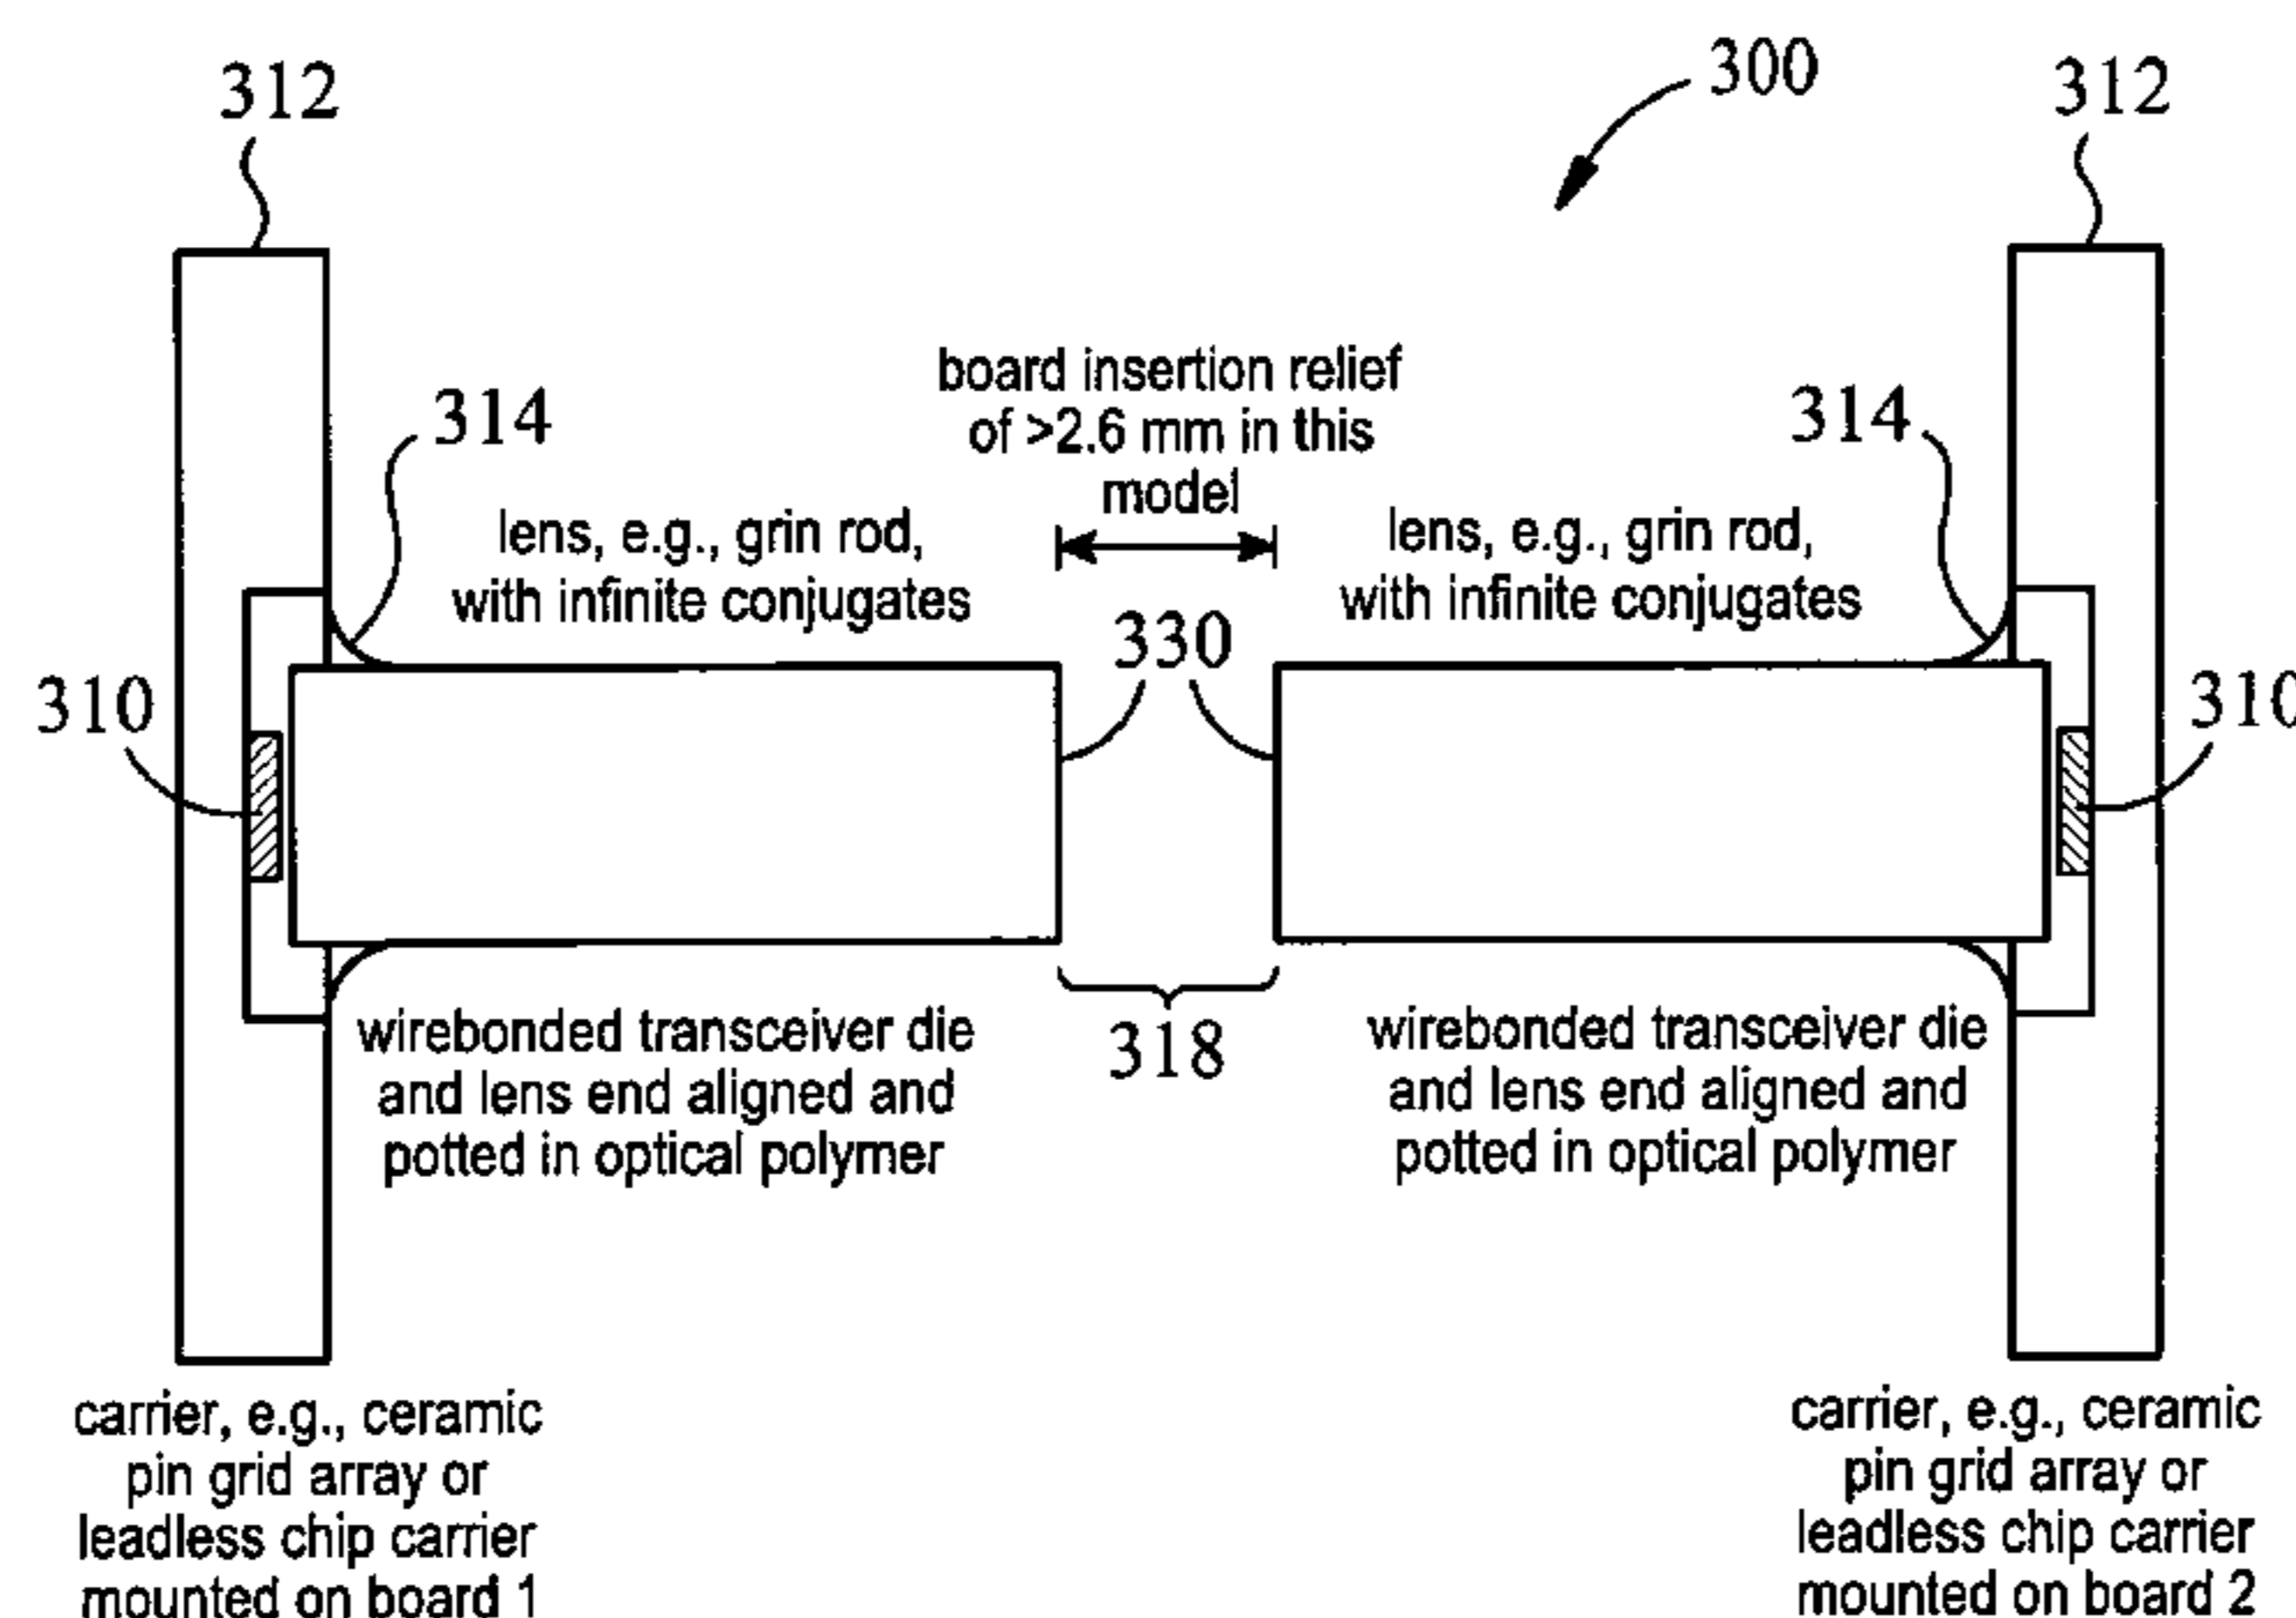 300
312
312
board insertion relief
of >2.6 mm in this
model
314
314
lens, e.g., grin rod,
with infinite conjugates
lens, e.g., grin rod,
with infinite conjugates
330
310
310
318
wirebonded transceiver die
and lens end aligned and
potted in optical polymer
wirebonded transceiver die
and lens end aligned and
potted in optical polymer
carrier, e.g., ceramic
pin grid array or
leadless chip carrier
mounted on board 1
carrier, e.g., ceramic
pin grid array or
leadless chip carrier
mounted on board 2